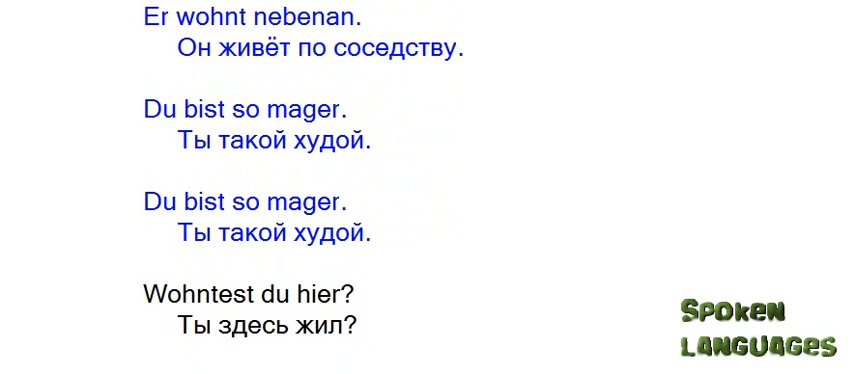 Er wohnt nebenan.
Он живёт по соседству.
Du bist so mager.
Ты такой худой.
Du bist so mager.
Ты такой худой.
Wohntest du hier?
Ты здесь жил?
Spoken
Languages